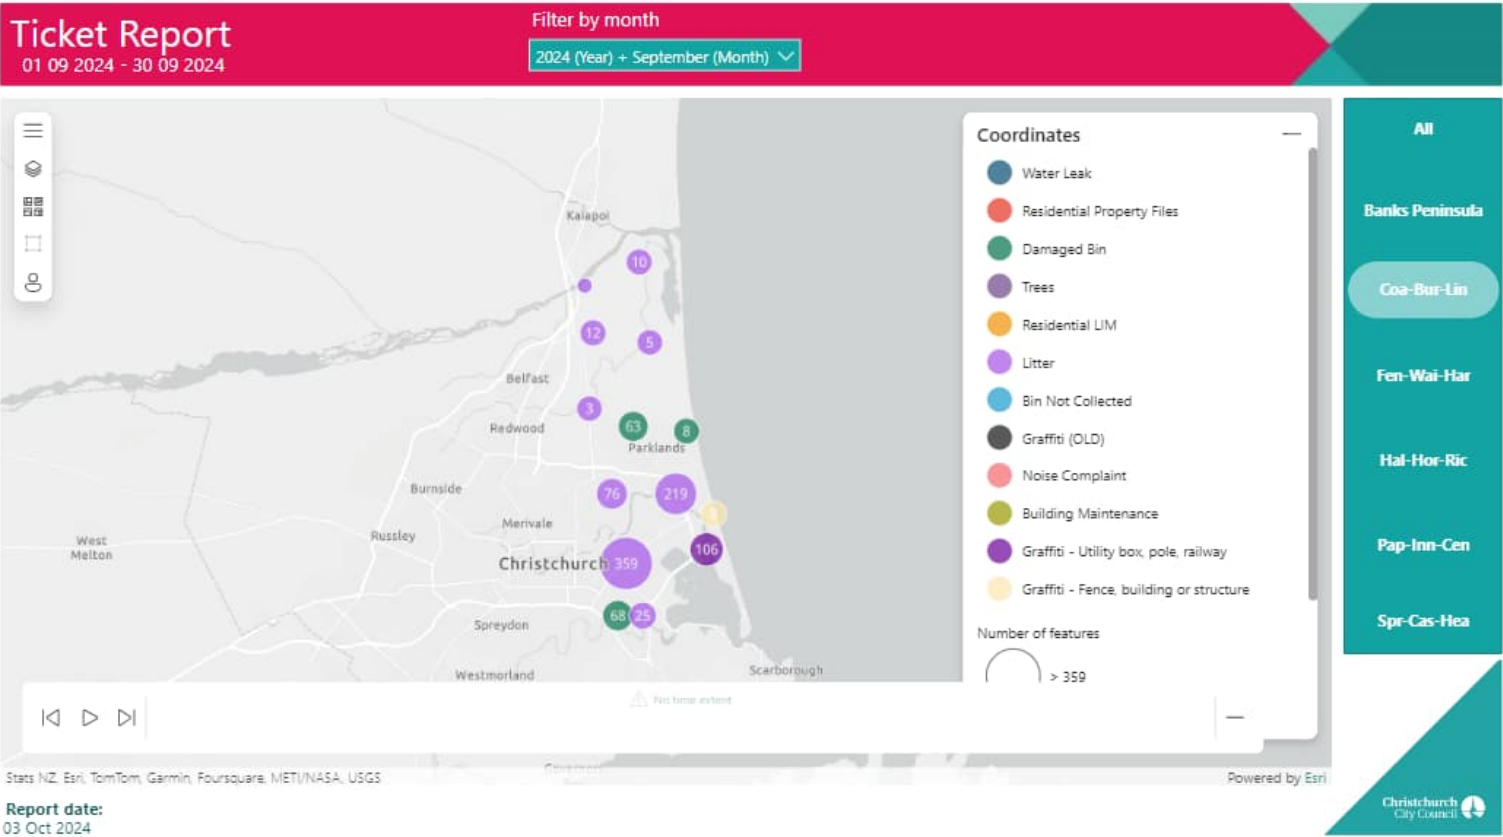 Ticket Report
01 09 2024 - 30 09 2024
Filter by month
2024 (Year) + September (Month)
Kaiapoi
10
12
5
Belfast
3
Redwood
63
8
Parklands
Burnside
76
219
Merivale
Russley
West
Melton
106
Christchurch
359
68
25
Spreydon
Westmorland
Scarborough
No time extent
Coordinates
Water Leak
Residential Property Files
Damaged Bin
Trees
Residential LIM
Litter
Bin Not Collected
Graffiti (OLD)
Noise Complaint
Building Maintenance
Graffiti - Utility box, pole, railway
Graffiti - Fence, building or structure
Number of features
> 359
All
Banks Peninsula
Coa-Bur-Lin
Fen-Wai-Har
Hal-Hor-Ric
Pap-Inn-Cen
Spr-Cas-Hea
Stats NZ, Esri, TomTom, Garmin, Foursquare, METI/NASA, USGS
Powered by Esri
Report date:
03 Oct 2024
Christchurch
City Council